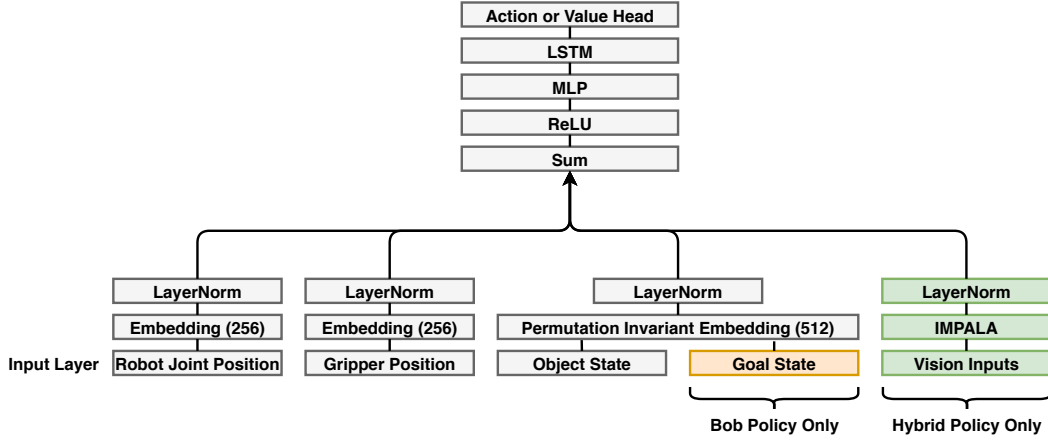 Action or Value Head
LSTM
MLP
ReLU
Sum
LayerNorm
LayerNorm
LayerNorm
LayerNorm
Embedding (256)
Embedding (256)
Permutation Invariant Embedding (512)
IMPALA
Input Layer
Robot Joint Position
Gripper Position
Object State
Goal State
Vision Inputs
Bob Policy Only
Hybrid Policy Only